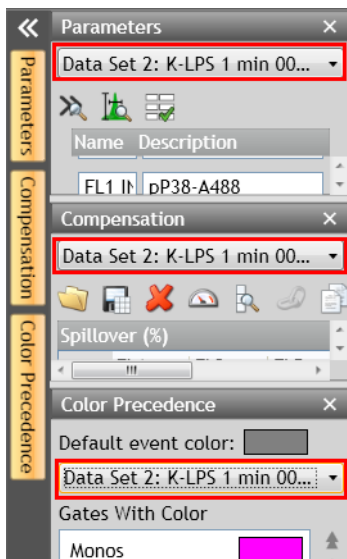 Parameters
Data Set 2: K-LPS 1 min 00...
Name Description
FL1 IN pP38-A488
Compensation
Data Set 2: K-LPS 1 min 00...
Spillover (%)
Color Precedence
Default event color:
Data Set 2: K-LPS 1 min 00...
Gates With Color
Monos
Parameters
Compensation
Color Precedence